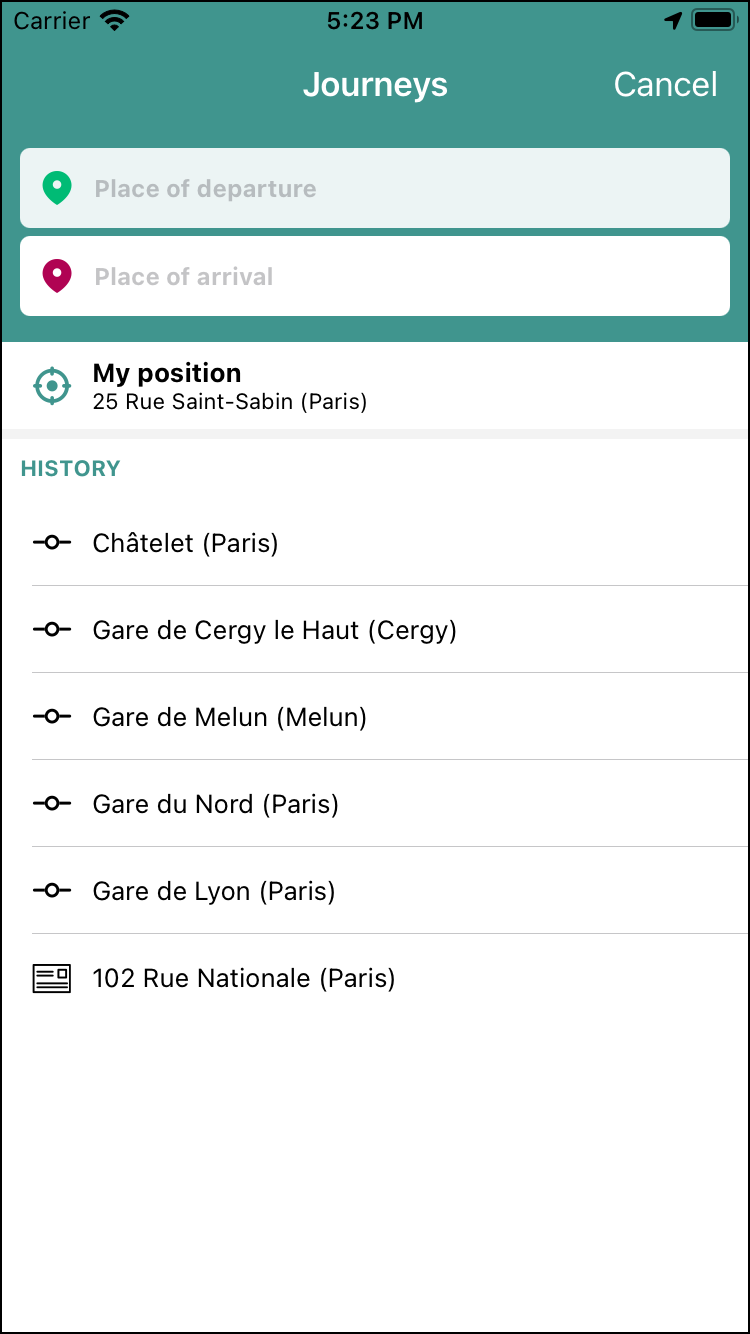 Carrier 5:23 PM
Journeys Cancel
Place of departure
Place of arrival
My position
25 Rue Saint-Sabin (Paris)
HISTORY
Châtelet (Paris)
Gare de Cergy le Haut (Cergy)
Gare de Melun (Melun)
Gare du Nord (Paris)
Gare de Lyon (Paris)
102 Rue Nationale (Paris)